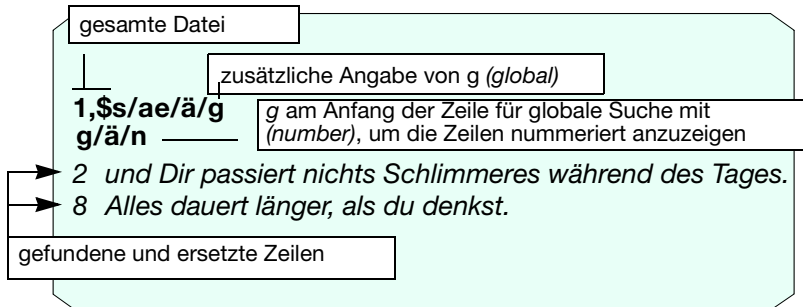 gesamte Datei
zusätzliche Angabe von g (global)
1,$s/ae/ä/g
g am Anfang der Zeile für globale Suche mit
g/ä/n
(number), um die Zeilen nummeriert anzuzeigen
2 und Dir passiert nichts Schlimmeres während des Tages.
8 Alles dauert länger, als du denkst.
gefundene und ersetzte Zeilen